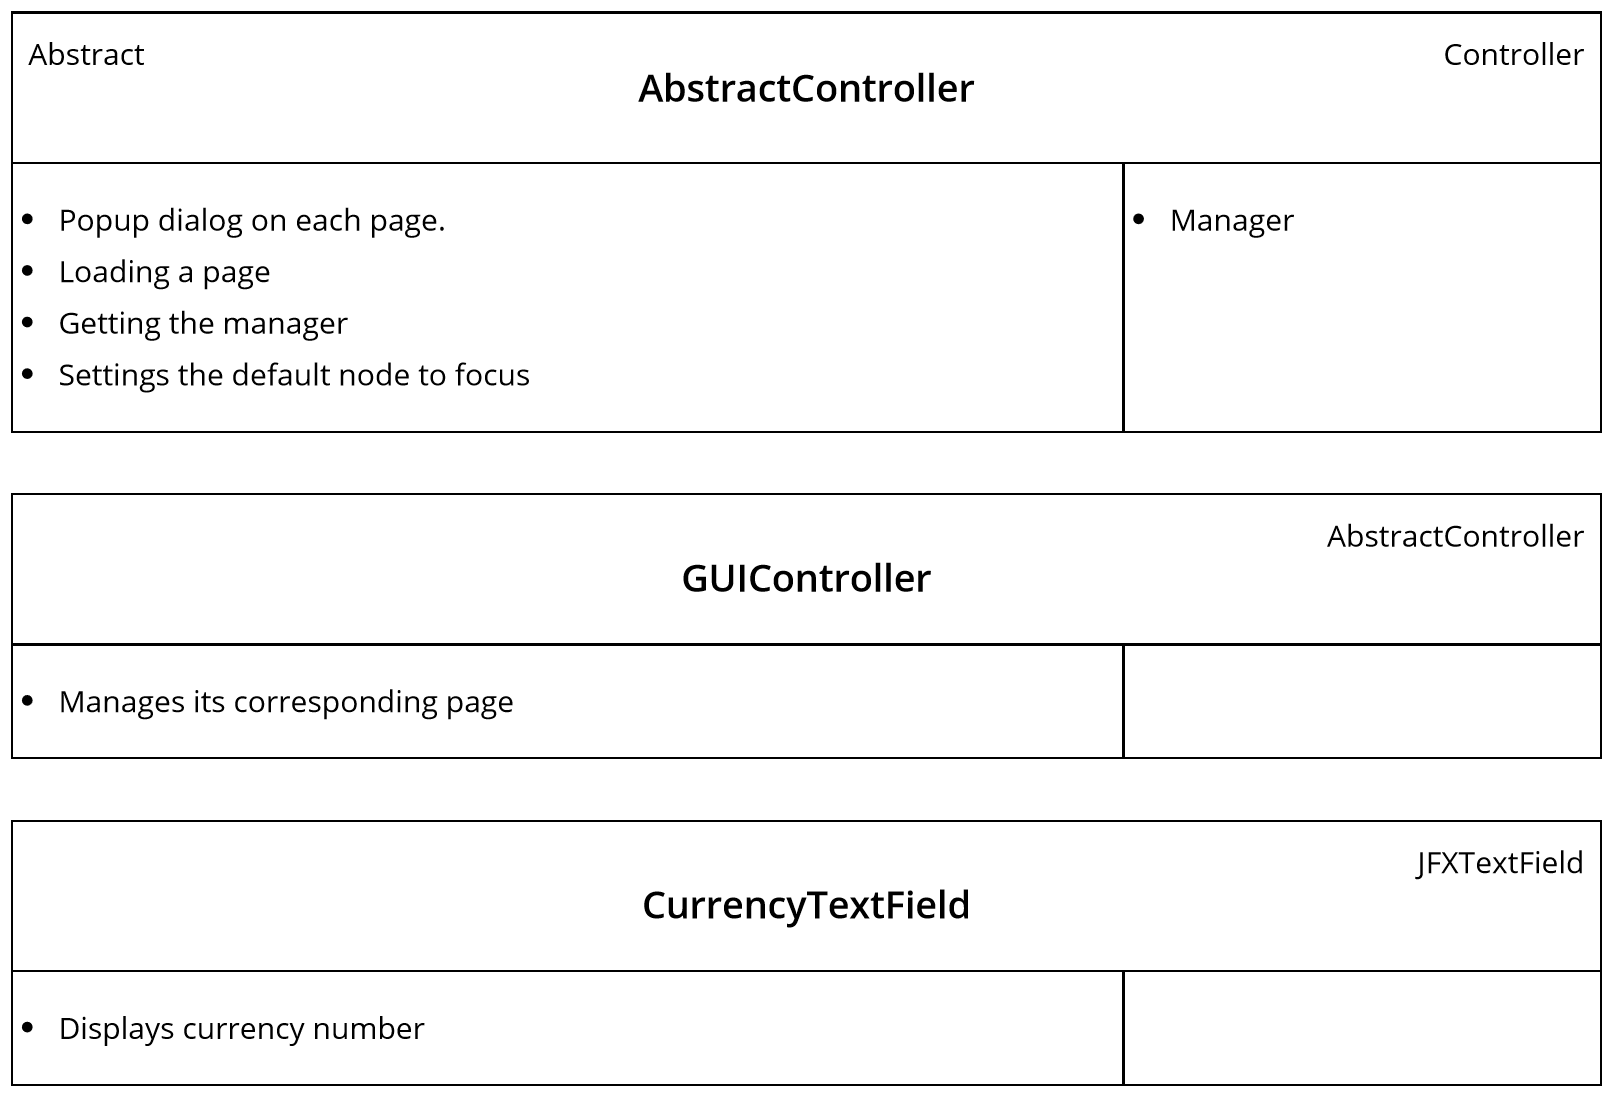 Abstract
Controller
AbstractController
Popup dialog on each page.
Loading a page
Getting the manager
Settings the default node to focus
Manager
AbstractController
GUIController
Manages its corresponding page
JFXTextField
CurrencyTextField
Displays currency number